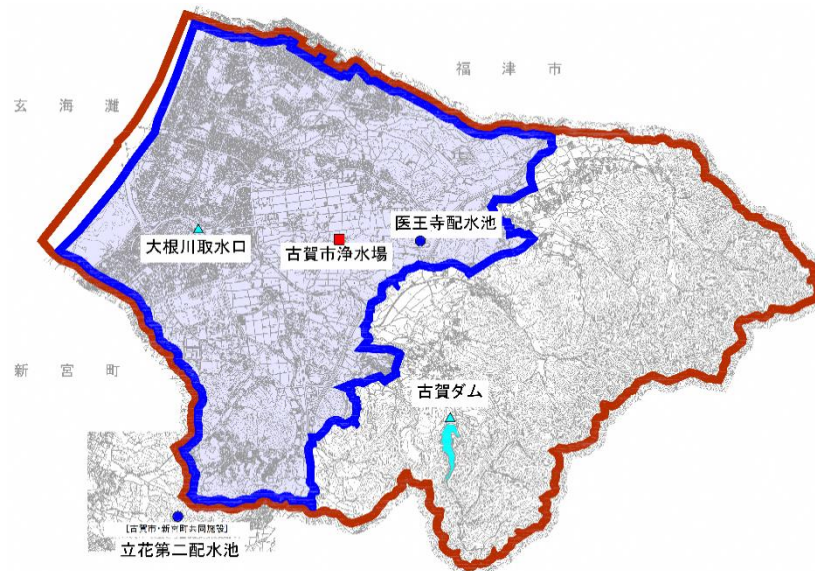 福津市
玄海灘
医王寺配水池
大根川取水口
古賀市浄水場
新宮町
古賀ダム
[古賀市・新宮町共同施設]
立花第二配水池